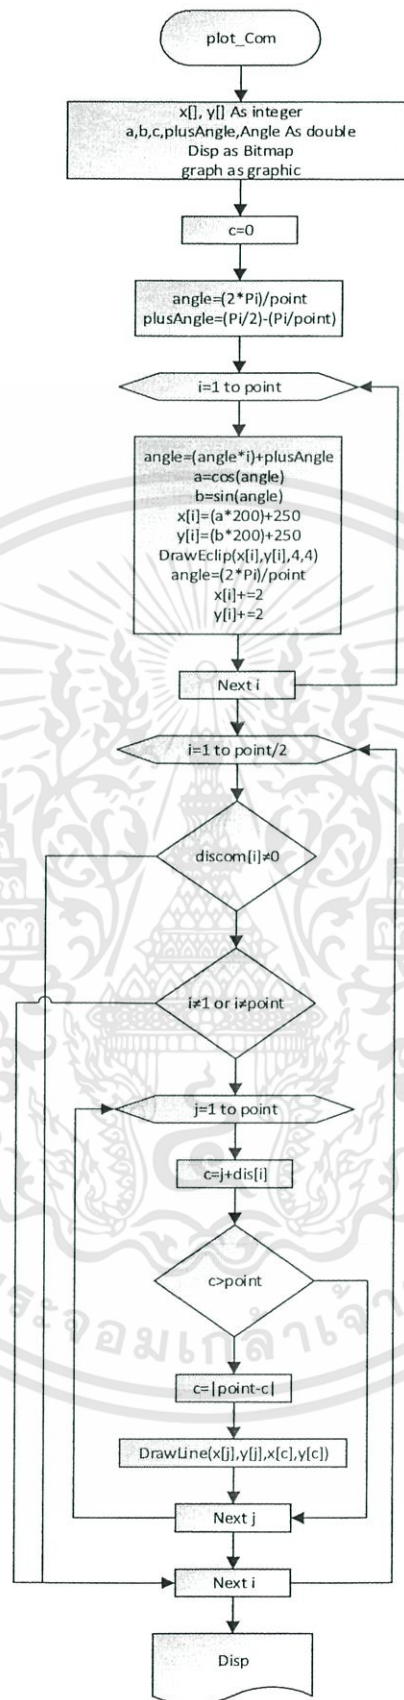 plot_Com
x[], y[] As integer
a,b,c,plusAngle,Angle As double
Disp as Bitmap
graph as graphic
c=0
angle=(2*Pi)/point
plusAngle=(Pi/2)-(Pi/point)
i=1 to point
angle=(angle*i)+plusAngle
a=cos(angle)
b=sin(angle)
x[i]=(a*200)+250
y[i]=(b*200)+250
DrawEclip(x[i],y[i],4,4)
angle=(2*Pi)/point
x[i]+=2
y[i]+=2
Next i
i=1 to point/2
discom[i]≠0
i≠1 or i≠point
j=1 to point
c=j+dis[i]
c>point
c=|point-c|
DrawLine(x[j],y[j],x[c],y[c])
Next j
Next i
Disp